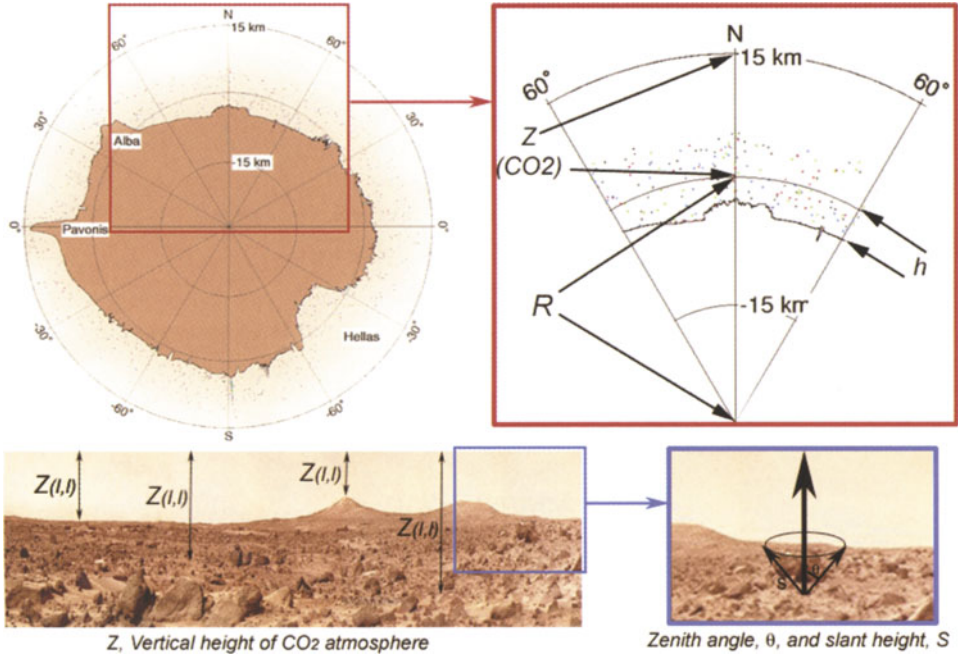 N
15 km
60°
60°
30°
30°
Alba
-15 km
0°
Pavonis
0°
-30°
Hellas
-30°
-60°
-60°
S
N
15 km
60°
60°
Z
(CO2)
h
R
-15 km
Z(l,l)
Z(l,l)
Z(l,l)
Z(l,l)
S
θ
Z, Vertical height of CO2 atmosphere
Zenith angle, θ, and slant height, S